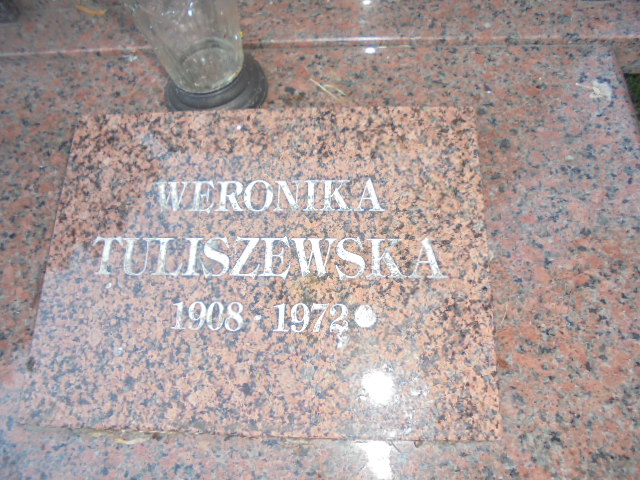 WERONIKA
TULISZEWSKA
1908 - 1972